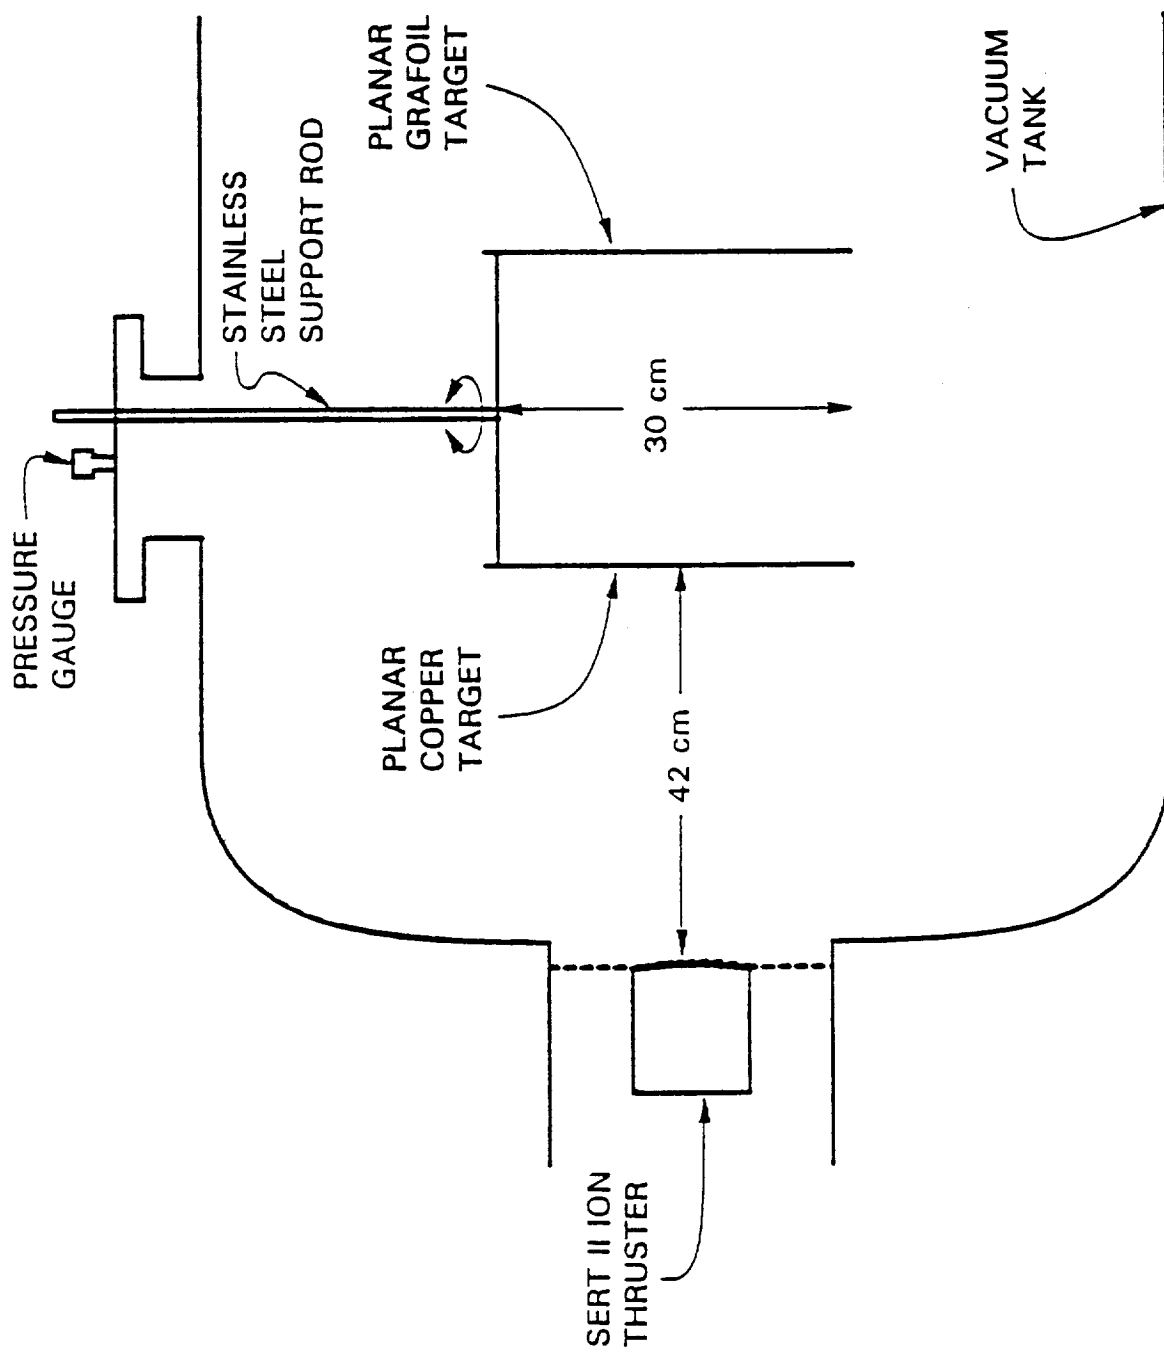 PRESSURE
GAUGE
STAINLESS
STEEL
SUPPORT ROD
PLANAR
GRAFOIL
TARGET
PLANAR
COPPER
TARGET
30 cm
42 cm
SERT II ION
THRUSTER
VACUUM
TANK